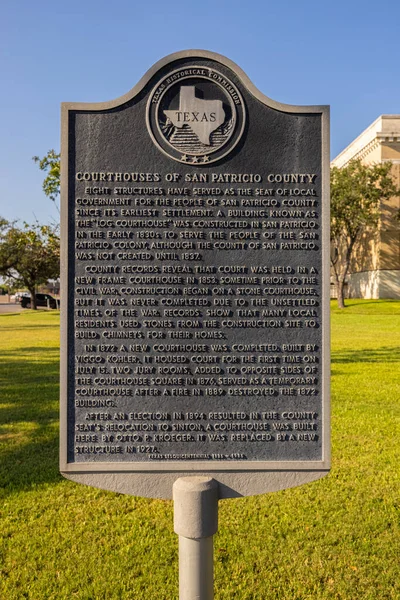 TEXAS HISTORICAL COMMISSION
TEXAS
COURTHOUSES OF SAN PATRICIO COUNTY
EIGHT STRUCTURES HAVE SERVED AS THE SEAT OF LOCAL
GOVERNMENT FOR THE PEOPLE OF SAN PATRICIO COUNTY
SINCE ITS EARLIEST SETTLEMENT. A BUILDING KNOWN AS
THE "LOG COURTHOUSE" WAS CONSTRUCTED IN SAN PATRICIO
IN THE EARLY 1830S TO SERVE THE PEOPLE OF THE SAN
PATRICIO COLONY, ALTHOUGH THE COUNTY OF SAN PATRICIO
WAS NOT CREATED UNTIL 1837.
COUNTY RECORDS REVEAL THAT COURT WAS HELD IN A
NEW FRAME COURTHOUSE IN 1853. SOMETIME PRIOR TO THE
CIVIL WAR, CONSTRUCTION BEGAN ON A STONE COURTHOUSE,
BUT IT WAS NEVER COMPLETED DUE TO THE UNSETTLED
TIMES OF THE WAR. RECORDS SHOW THAT MANY LOCAL
RESIDENTS USED STONES FROM THE CONSTRUCTION SITE TO
BUILD CHIMNEYS FOR THEIR HOMES.
IN 1872 A NEW COURTHOUSE WAS COMPLETED. BUILT BY
VIGGO KOHLER, IT HOUSED COURT FOR THE FIRST TIME ON
JULY 15. TWO JURY ROOMS, ADDED TO OPPOSITE SIDES OF
THE COURTHOUSE SQUARE IN 1876, SERVED AS A TEMPORARY
COURTHOUSE AFTER A FIRE IN 1889 DESTROYED THE 1872
BUILDING.
AFTER AN ELECTION IN 1894 RESULTED IN THE COUNTY
SEAT'S RELOCATION TO SINTON, A COURTHOUSE WAS BUILT
HERE BY OTTO P. KROEGER. IT WAS REPLACED BY A NEW
STRUCTURE IN 1927.
TEXAS SESQUICENTENNIAL 1836 - 1986